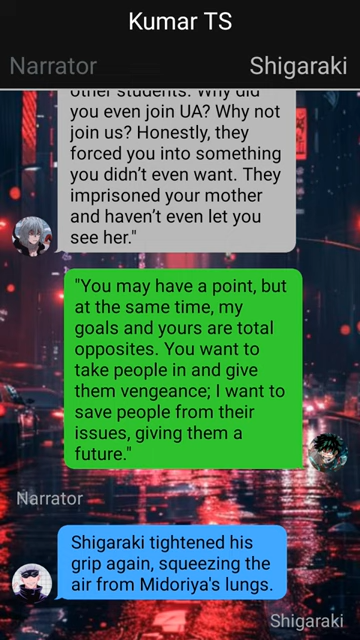 Kumar TS
Narrator
Shigaraki
other students. Why did
you even join UA? Why not
join us? Honestly, they
forced you into something
you didn’t even want. They
imprisoned your mother
and haven’t even let you
see her."
"You may have a point, but
at the same time, my
goals and yours are total
opposites. You want to
take people in and give
them vengeance; I want to
save people from their
issues, giving them a
future."
Narrator
Shigaraki tightened his
grip again, squeezing the
air from Midoriya's lungs.
Shigaraki